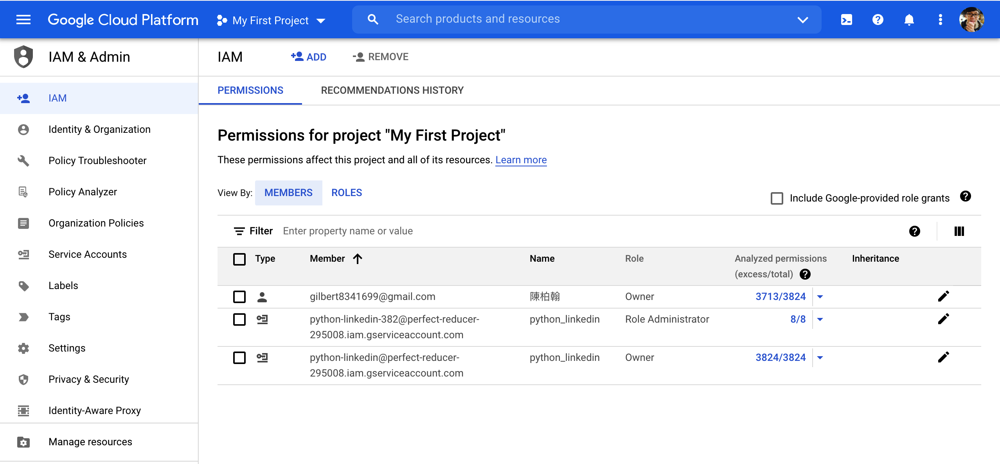 Google Cloud Platform
My First Project
Search products and resources
IAM & Admin
IAM
Identity & Organization
Policy Troubleshooter
Policy Analyzer
Organization Policies
Service Accounts
Labels
Tags
Settings
Privacy & Security
Identity-Aware Proxy
Manage resources
IAM
ADD
REMOVE
PERMISSIONS
RECOMMENDATIONS HISTORY
Permissions for project "My First Project"
These permissions affect this project and all of its resources. Learn more
View By: MEMBERS ROLES
Include Google-provided role grants
Filter Enter property name or value
Type Member Name Role Analyzed permissions Inheritance
(excess/total)
gilbert8341699@gmail.com 陳柏翰 Owner 3713/3824
python-linkedin-382@perfect-reducer- python_linkedin Role Administrator 8/8
295008.iam.gserviceaccount.com
python-linkedin@perfect-reducer- python_linkedin Owner 3824/3824
295008.iam.gserviceaccount.com